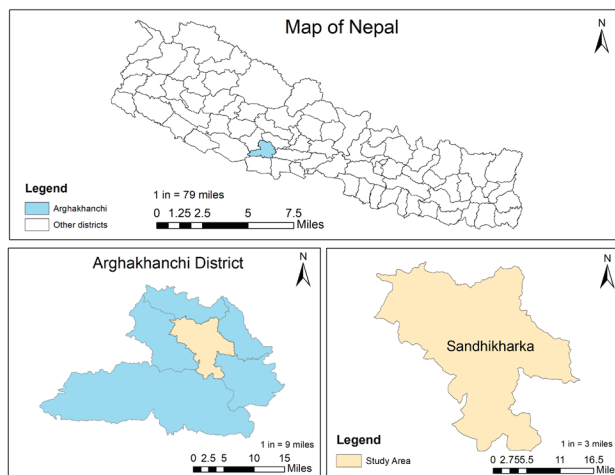 Map of Nepal
N
Legend
Arghakhanchi
Other districts
1 in = 79 miles
0 1.25 2.5 5 7.5
Miles
Arghakhanchi District
N
1 in = 9 miles
0 2.5 5 10 15
Miles
N
Sandhikharka
Legend
Study Area
1 in = 3 miles
0 2.75 5.5 11 16.5
Miles